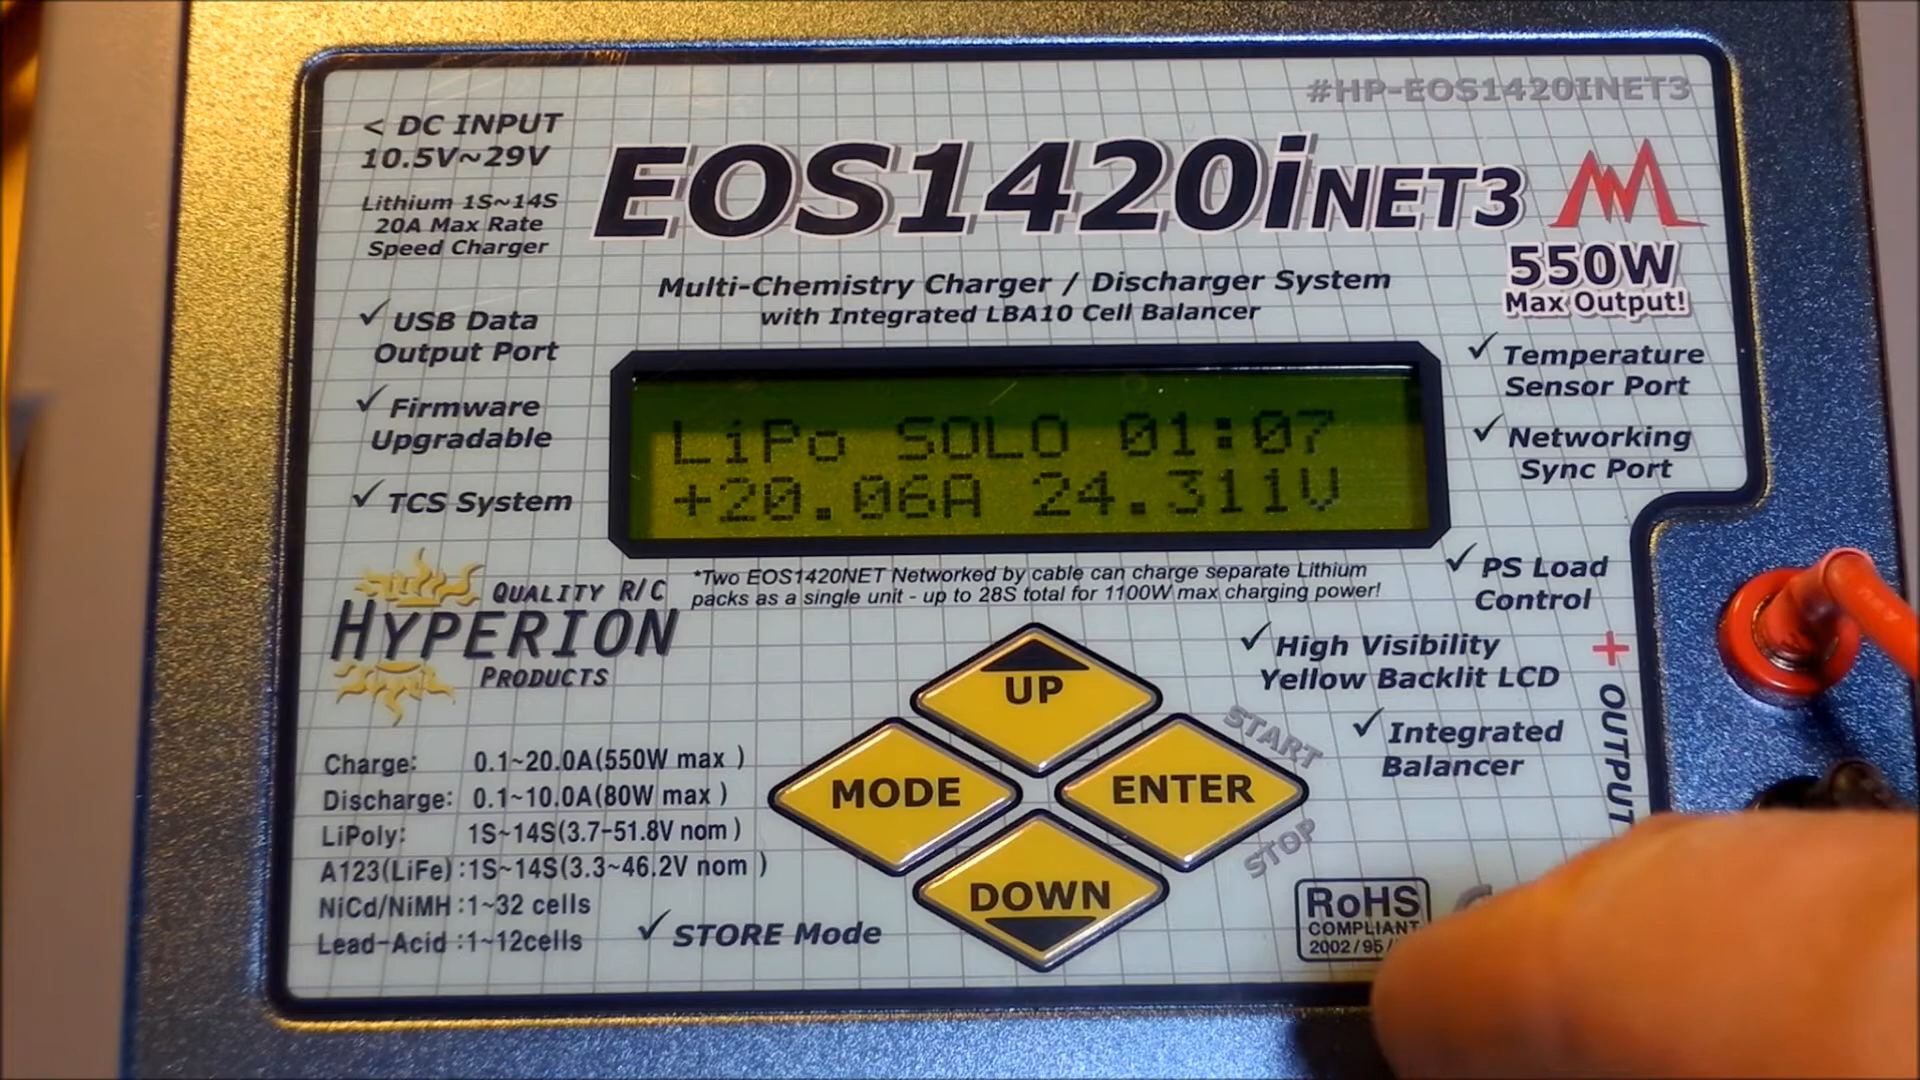 #HP-EOS1420INET3
< DC INPUT
10.5V~29V
Lithium 1S~14S
20A Max Rate
Speed Charger
EOS1420iNET3
550W
Max Output!
Multi-Chemistry Charger / Discharger System
with Integrated LBA10 Cell Balancer
✓ USB Data
Output Port
✓ Firmware
Upgradable
✓ TCS System
LiPo SOLO 01:07
+20.06A 24.311V
✓ Temperature
Sensor Port
✓ Networking
Sync Port
✓ PS Load
Control
*Two EOS1420NET Networked by cable can charge separate Lithium
packs as a single unit - up to 28S total for 1100W max charging power!
QUALITY R/C
HYPERION
PRODUCTS
✓ High Visibility
Yellow Backlit LCD
✓ Integrated
Balancer
+ OUTPUT
UP
MODE
ENTER
DOWN
START
STOP
Charge: 0.1~20.0A(550W max )
Discharge: 0.1~10.0A(80W max )
LiPoly: 1S~14S(3.7-51.8V nom )
A123(LiFe) :1S~14S(3.3~46.2V nom )
NiCd/NiMH :1~32 cells
Lead-Acid :1~12cells
✓ STORE Mode
RoHS
COMPLIANT
2002/95/